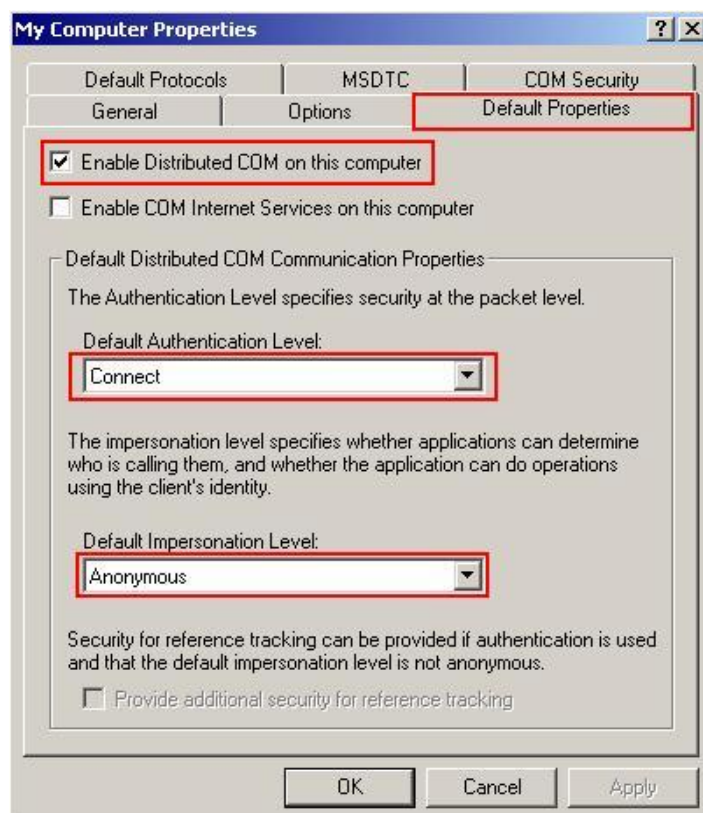 My Computer Properties
Default Protocols MSDTC COM Security
General Options Default Properties
Enable Distributed COM on this computer
Enable COM Internet Services on this computer
Default Distributed COM Communication Properties
The Authentication Level specifies security at the packet level.
Default Authentication Level:
Connect
The impersonation level specifies whether applications can determine
who is calling them, and whether the application can do operations
using the client's identity.
Default Impersonation Level:
Anonymous
Security for reference tracking can be provided if authentication is used
and that the default impersonation level is not anonymous.
Provide additional security for reference tracking
OK Cancel Apply